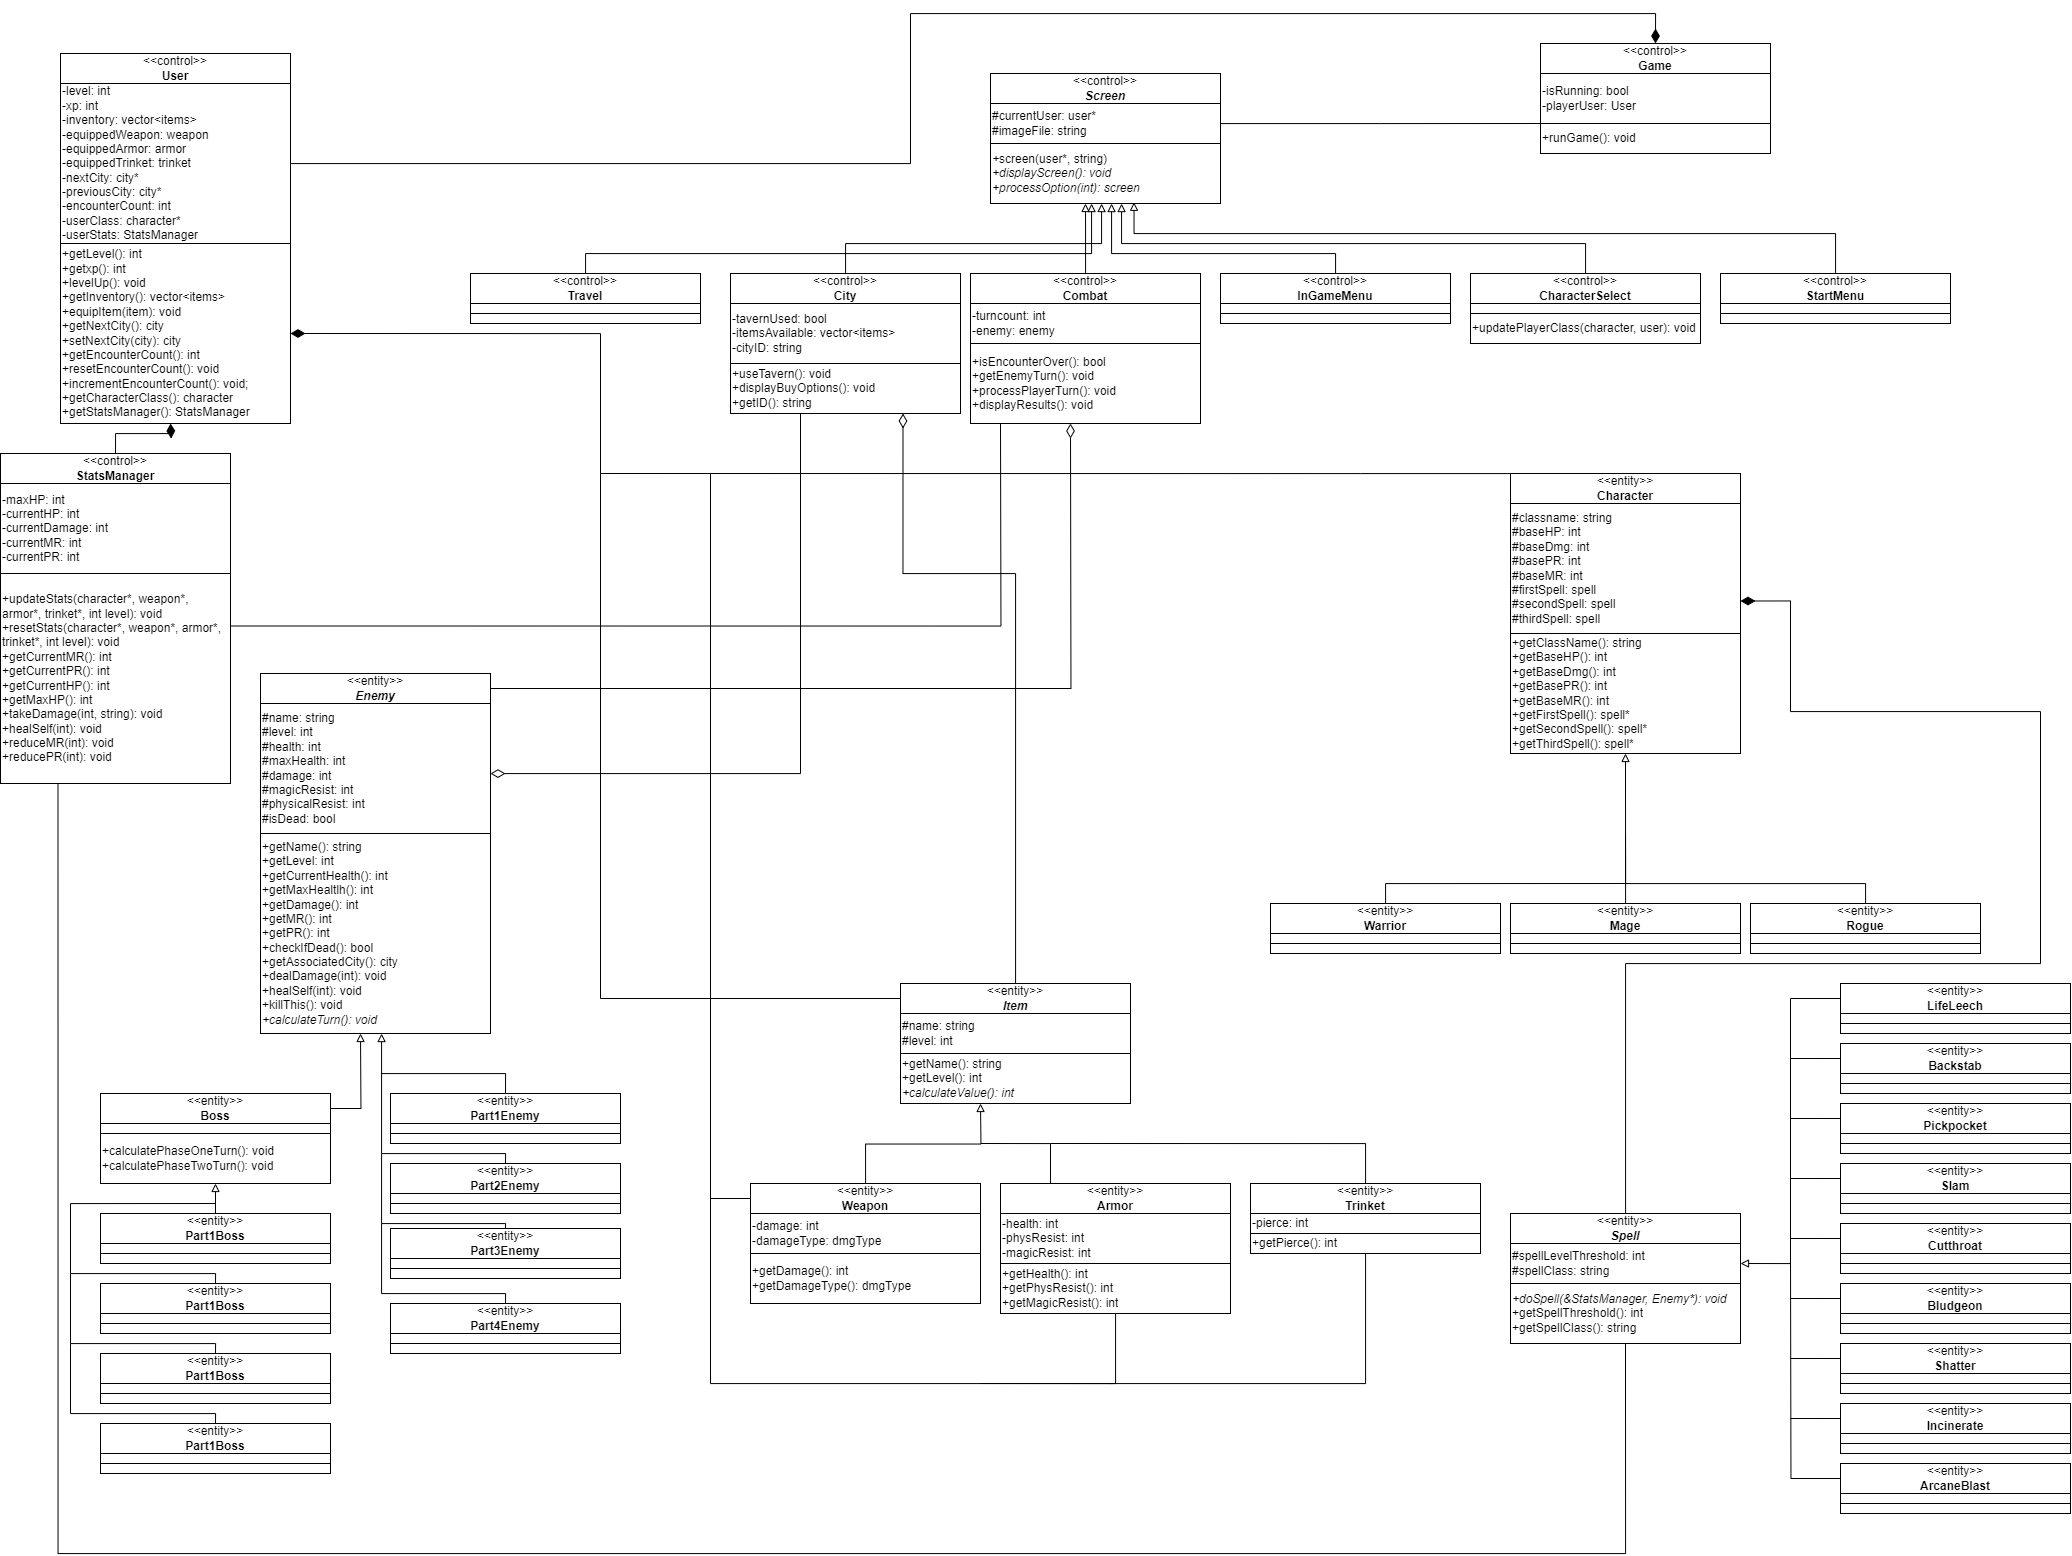 <<control>>
User
-level: int
-xp: int
-inventory: vector<items>
-equippedWeapon: weapon
-equippedArmor: armor
-equippedTrinket: trinket
-nextCity: city*
-previousCity: city*
-encounterCount: int
-userClass: character*
-userStats: StatsManager
+getLevel(): int
+getxp(): int
+levelUp(): void
+getInventory(): vector<items>
+equipItem(item): void
+getNextCity(): city
+setNextCity(city): city
+getEncounterCount(): int
+resetEncounterCount(): void
+incrementEncounterCount(): void;
+getCharacterClass(): character
+getStatsManager(): StatsManager
<<control>>
Screen
#currentUser: user*
#imageFile: string
+screen(user*, string)
+displayScreen(): void
+processOption(int): screen
<<control>>
Game
-isRunning: bool
-playerUser: User
+runGame(): void
<<control>>
Travel
<<control>>
City
-tavernUsed: bool
-itemsAvailable: vector<items>
-cityID: string
+useTavern(): void
+displayBuyOptions(): void
+getID(): string
<<control>>
Combat
-turncount: int
-enemy: enemy
+isEncounterOver(): bool
+getEnemyTurn(): void
+processPlayerTurn(): void
+displayResults(): void
<<control>>
InGameMenu
<<control>>
CharacterSelect
+updatePlayerClass(character, user): void
<<control>>
StartMenu
<<control>>
StatsManager
-maxHP: int
-currentHP: int
-currentDamage: int
-currentMR: int
-currentPR: int
+updateStats(character*, weapon*,
armor*, trinket*, int level): void
+resetStats(character*, weapon*, armor*,
trinket*, int level): void
+getCurrentMR(): int
+getCurrentPR(): int
+getCurrentHP(): int
+getMaxHP(): int
+takeDamage(int, string): void
+healSelf(int): void
+reduceMR(int): void
+reducePR(int): void
<<entity>>
Character
#classname: string
#baseHP: int
#baseDmg: int
#basePR: int
#baseMR: int
#firstSpell: spell
#secondSpell: spell
#thirdSpell: spell
+getClassName(): string
+getBaseHP(): int
+getBaseDmg(): int
+getBasePR(): int
+getBaseMR(): int
+getFirstSpell(): spell*
+getSecondSpell(): spell*
+getThirdSpell(): spell*
<<entity>>
Enemy
#name: string
#level: int
#health: int
#maxHealth: int
#damage: int
#magicResist: int
#physicalResist: int
#isDead: bool
+getName(): string
+getLevel: int
+getCurrentHealth(): int
+getMaxHealtlh(): int
+getDamage(): int
+getMR(): int
+getPR(): int
+checkIfDead(): bool
+getAssociatedCity(): city
+dealDamage(int): void
+healSelf(int): void
+killThis(): void
+calculateTurn(): void
<<entity>>
Warrior
<<entity>>
Mage
<<entity>>
Rogue
<<entity>>
Item
#name: string
#level: int
+getName(): string
+getLevel(): int
+calculateValue(): int
<<entity>>
Boss
+calculatePhaseOneTurn(): void
+calculatePhaseTwoTurn(): void
<<entity>>
Part1Boss
<<entity>>
Part1Boss
<<entity>>
Part1Boss
<<entity>>
Part1Boss
<<entity>>
Part1Enemy
<<entity>>
Part2Enemy
<<entity>>
Part3Enemy
<<entity>>
Part4Enemy
<<entity>>
Weapon
-damage: int
-damageType: dmgType
+getDamage(): int
+getDamageType(): dmgType
<<entity>>
Armor
-health: int
-physResist: int
-magicResist: int
+getHealth(): int
+getPhysResist(): int
+getMagicResist(): int
<<entity>>
Trinket
-pierce: int
+getPierce(): int
<<entity>>
Spell
#spellLevelThreshold: int
#spellClass: string
+doSpell(&StatsManager, Enemy*): void
+getSpellThreshold(): int
+getSpellClass(): string
<<entity>>
LifeLeech
<<entity>>
Backstab
<<entity>>
Pickpocket
<<entity>>
Slam
<<entity>>
Cutthroat
<<entity>>
Bludgeon
<<entity>>
Shatter
<<entity>>
Incinerate
<<entity>>
ArcaneBlast